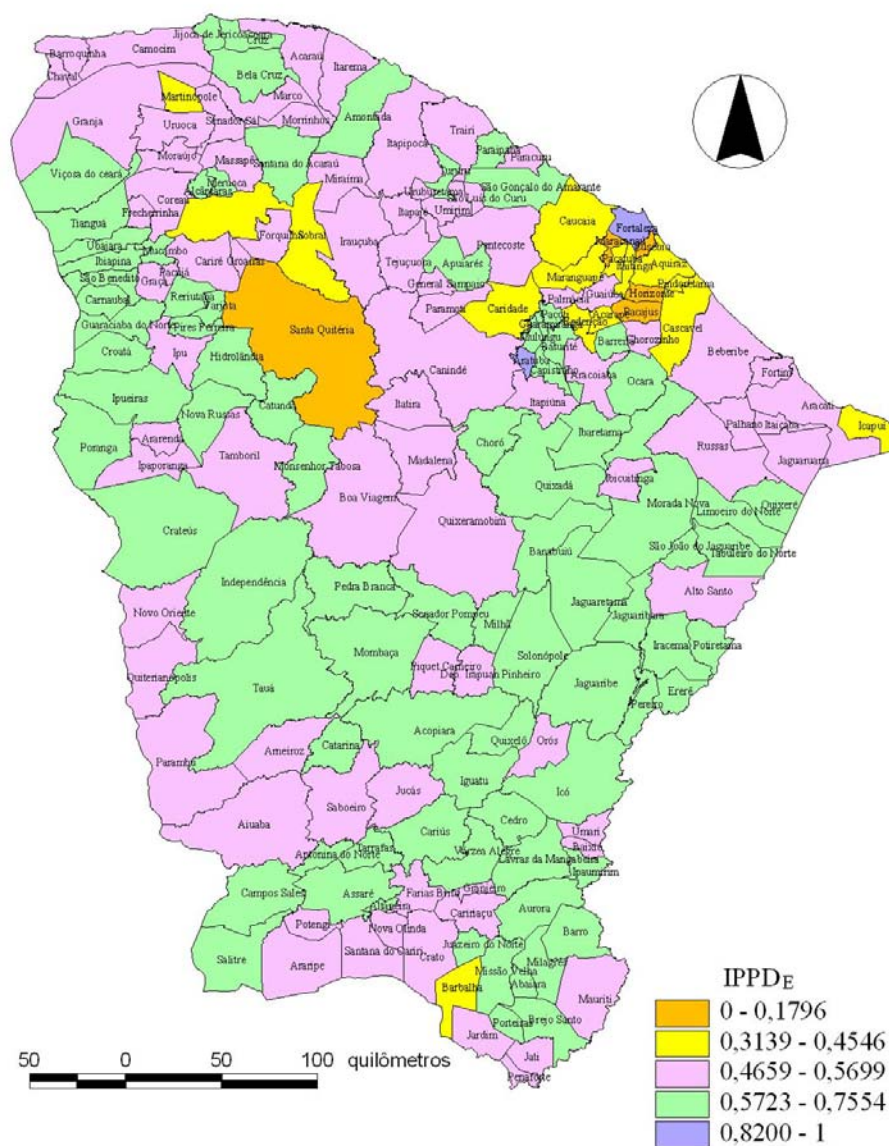 Jijoca de Jericoacoara
Cruz
Barroquinha
Camocim
Acaraú
Itarema
Chaval
Bela Cruz
Martinópole
Marco
Amontada
Granja
Uruoca
Senador Sá
Morrinhos
Trairi
Itapipoca
Paraipaba
Paracuru
Moraújo
Massapê
Santana do Acaraú
Viçosa do ceará
Meruoca
Miraíma
Tururu
São Gonçalo do Amarante
Alcântaras
Uruburetama
São Luís do Curu
Coreaú
Frecheirinha
Itapajé
Umirim
Caucaia
Fortaleza
Tianguá
Forquilha
Sobral
Irauçuba
Pentecoste
Maracanaú
Ubajara
Mucambo
Pacatuba
Itaitinga
Aquiraz
Ibiapina
Cariré
Groaíras
Tejuçuoca
Apuiarés
Maranguape
São Benedito
Graça
Pacujá
General Sampaio
Palmácia
Guaiuba
Pindoretama
Horizonte
Carnaubal
Reriutaba
Varjota
Caridade
Pacoti
Acarape
Pacajus
Guaraciaba do Norte
Pires Ferreira
Santa Quitéria
Paramoti
Guaramiranga
Redenção
Cascavel
Mulungu
Barreira
Chorozinho
Croatá
Ipu
Hidrolândia
Canindé
Aratuba
Baturité
Capistrano
Aracoiaba
Beberibe
Fortim
Ipueiras
Catunda
Itatira
Itapiúna
Ocara
Aracati
Nova Russas
Icapuí
Poranga
Ararendá
Choró
Ibaretama
Palhano
Itaiçaba
Ipaporanga
Tamboril
Monsenhor Tabosa
Madalena
Russas
Jaguaruana
Boa Viagem
Quixadá
Ibicuitinga
Morada Nova
Quixeré
Limoeiro do Norte
Crateús
Quixeramobim
São João do Jaguaribe
Tabuleiro do Norte
Banabuiú
Independência
Pedra Branca
Alto Santo
Novo Oriente
Senador Pompeu
Milhã
Jaguaretama
Jaguaribara
Mombaça
Iracema
Potiretama
Quiterianópolis
Piquet Carneiro
Solonópole
Dep. Irapuan Pinheiro
Tauá
Jaguaribe
Ererê
Pereiro
Acopiara
Parambu
Arneiroz
Catarina
Quixelô
Orós
Iguatu
Icó
Saboeiro
Jucás
Aiuaba
Cedro
Cariús
Umari
Baixio
Antonina do Norte
Tarrafas
Várzea Alegre
Lavras da Mangabeira
Ipaumirim
Campos Sales
Assaré
Farias Brito
Granjeiro
Altaneira
Caririaçu
Aurora
Potengi
Nova Olinda
Barro
Salitre
Araripe
Santana do Cariri
Crato
Juazeiro do Norte
Milagres
Missão Velha
Abaiara
Barbalha
Mauriti
Porteiras
Brejo Santo
Jardim
Jati
Penaforte
IPPD_E
0 - 0,1796
0,3139 - 0,4546
0,4659 - 0,5699
0,5723 - 0,7554
0,8200 - 1
50 0 50 100 quilômetros